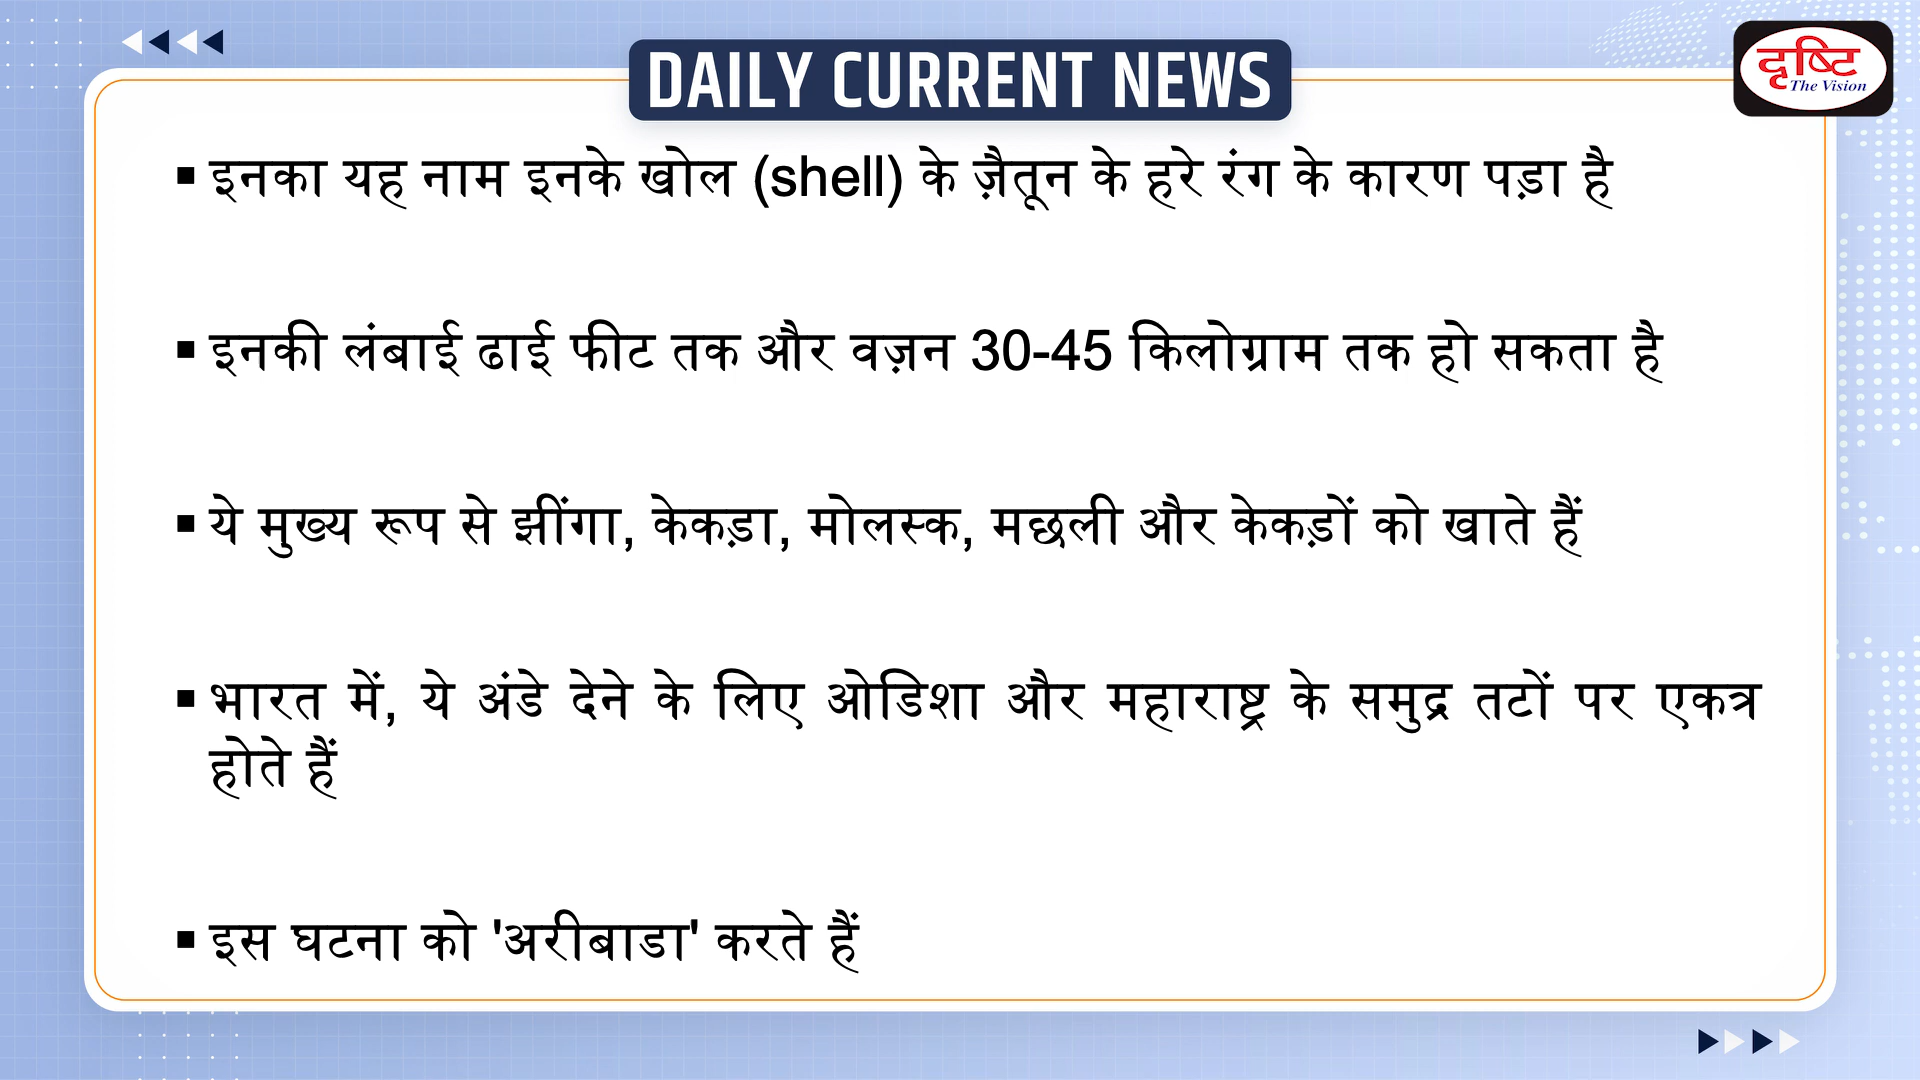 DAILY CURRENT NEWS
दृष्टि
The Vision
▪ इनका यह नाम इनके खोल (shell) के ज़ैतून के हरे रंग के कारण पड़ा है
▪ इनकी लंबाई ढाई फीट तक और वज़न 30-45 किलोग्राम तक हो सकता है
▪ ये मुख्य रूप से झींगा, केकड़ा, मोलस्क, मछली और केकड़ों को खाते हैं
▪ भारत में, ये अंडे देने के लिए ओडिशा और महाराष्ट्र के समुद्र तटों पर एकत्र
होते हैं
▪ इस घटना को 'अरीबाडा' करते हैं